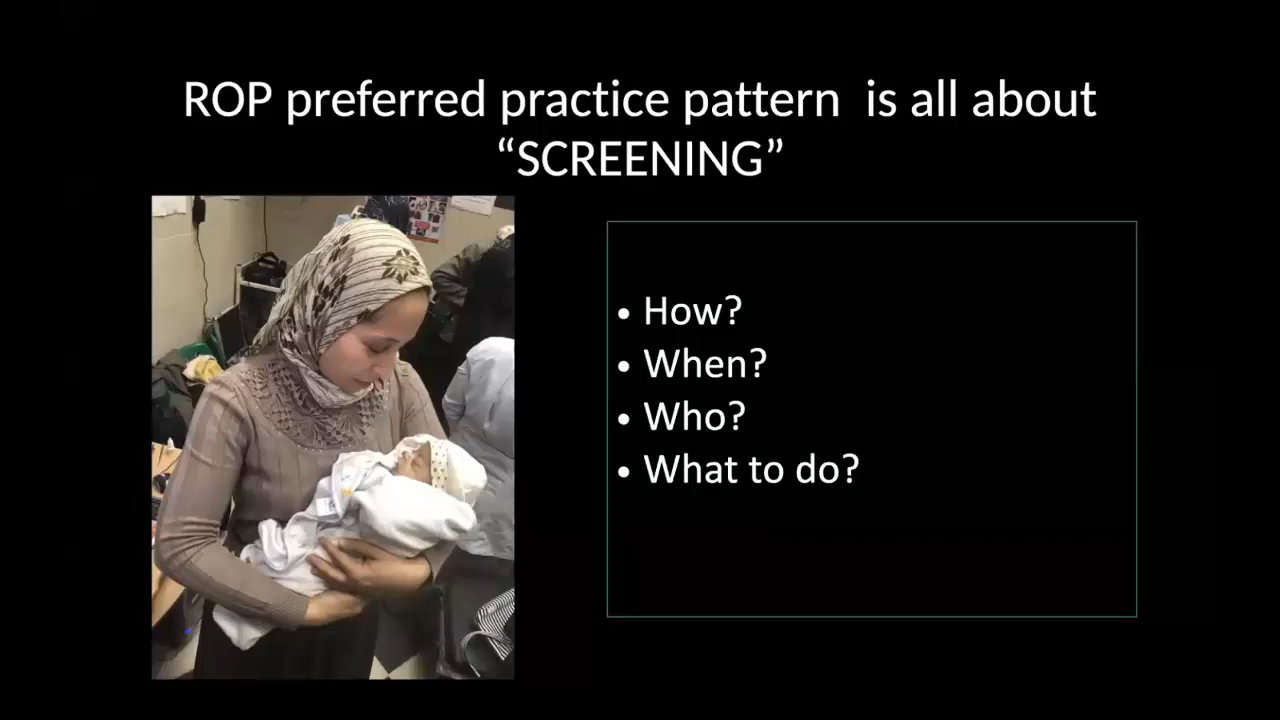 ROP preferred practice pattern  is all about
“SCREENING”
• How?
• When?
• Who?
• What to do?